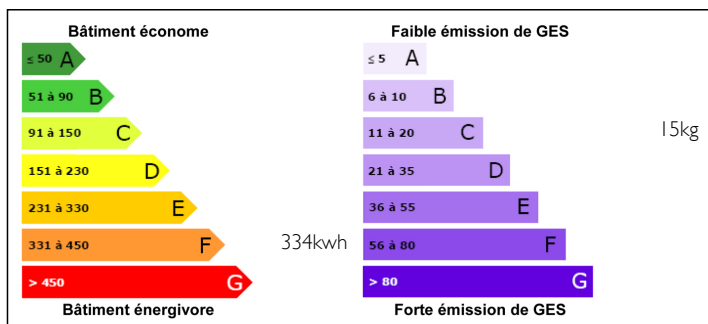 Bâtiment économe
≤ 50 A
51 à 90 B
91 à 150 C
151 à 230 D
231 à 330 E
331 à 450 F
334kwh
> 450 G
Bâtiment énergivore
Faible émission de GES
≤ 5 A
6 à 10 B
11 à 20 C
15kg
21 à 35 D
36 à 55 E
56 à 80 F
> 80 G
Forte émission de GES